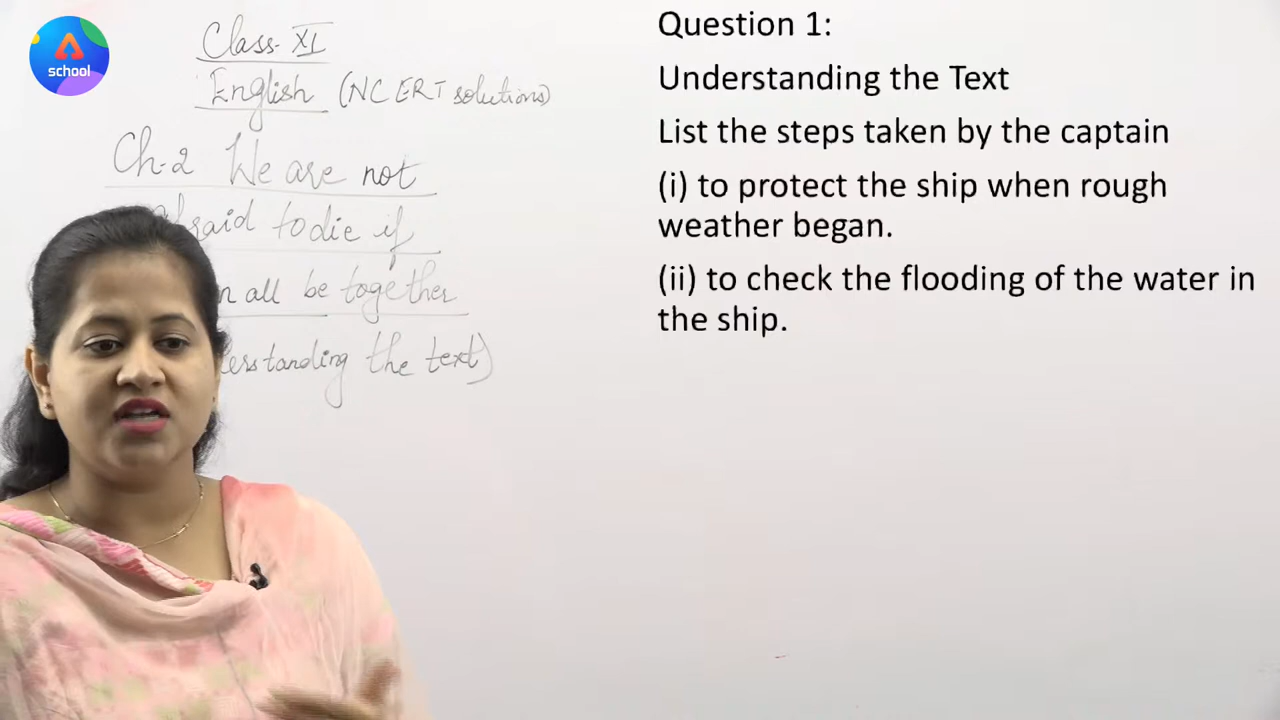 school
Class-XI
English (NCERT solutions)
Ch-2 We are not
afraid to die if
all be together
the text)
Question 1:
Understanding the Text
List the steps taken by the captain
(i) to protect the ship when rough
weather began.
(ii) to check the flooding of the water in
the ship.